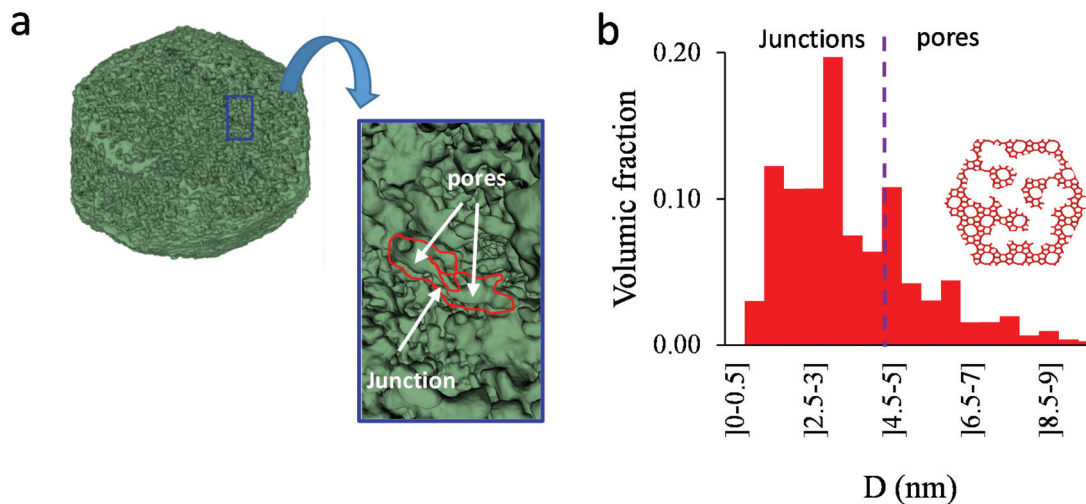 a
pores
Junction
b
Junctions
pores
0.20
0.10
0.00
Volumic fraction
]0-0.5]
]2.5-3]
]4.5-5]
]6.5-7]
]8.5-9]
D (nm)